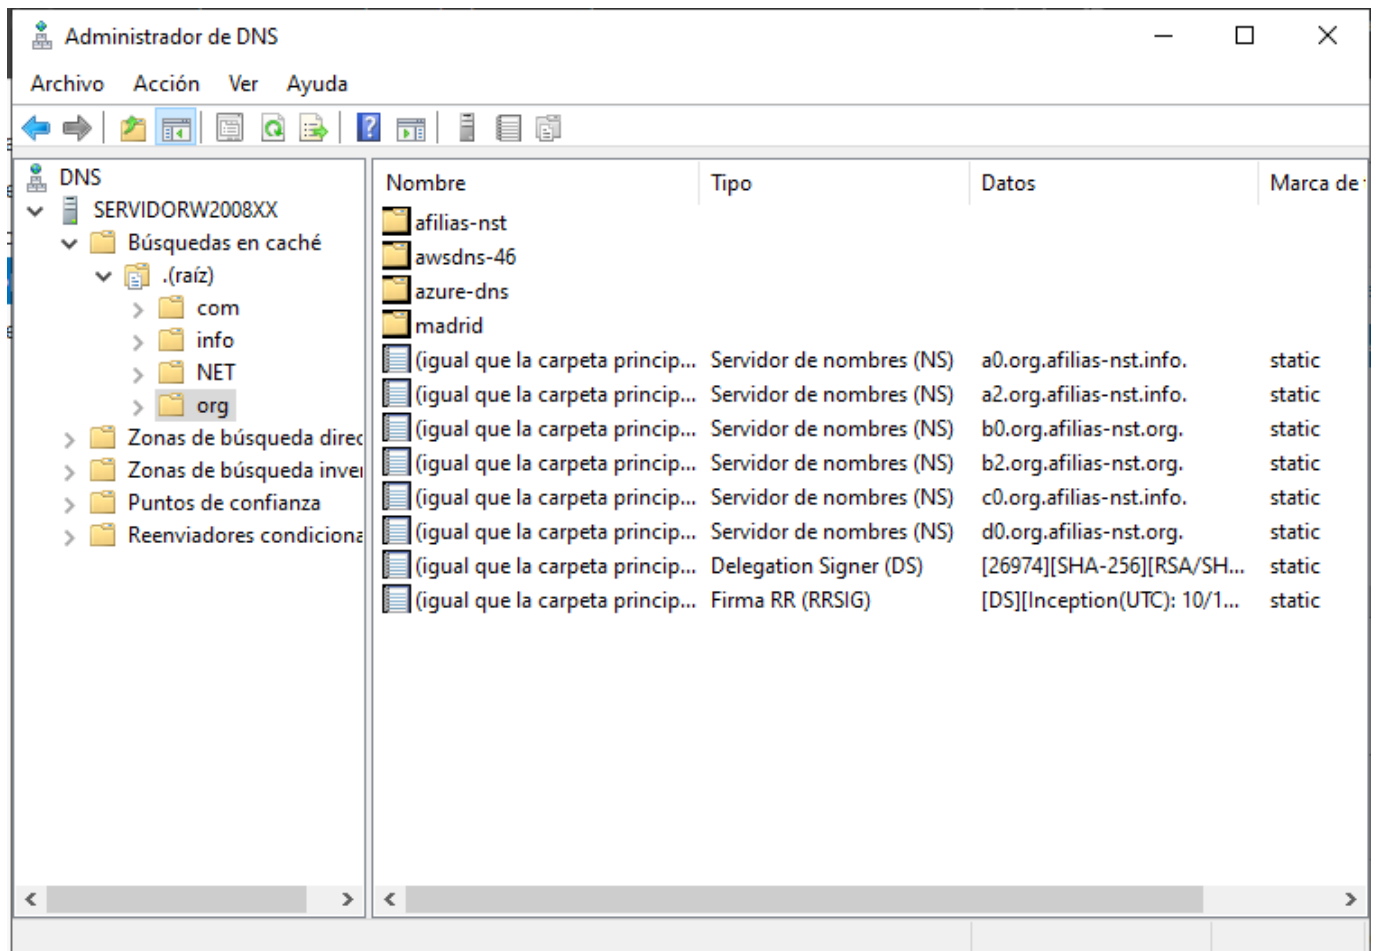 Administrador de DNS
Archivo Acción Ver Ayuda
DNS
SERVIDORW2008XX
Búsquedas en caché
.(raíz)
com
info
NET
org
Zonas de búsqueda direc
Zonas de búsqueda inve
Puntos de confianza
Reenviadores condiciona
Nombre Tipo Datos Marca de
afilias-nst
awsdns-46
azure-dns
madrid
(igual que la carpeta princip... Servidor de nombres (NS) a0.org.afilias-nst.info. static
(igual que la carpeta princip... Servidor de nombres (NS) a2.org.afilias-nst.info. static
(igual que la carpeta princip... Servidor de nombres (NS) b0.org.afilias-nst.org. static
(igual que la carpeta princip... Servidor de nombres (NS) b2.org.afilias-nst.org. static
(igual que la carpeta princip... Servidor de nombres (NS) c0.org.afilias-nst.info. static
(igual que la carpeta princip... Servidor de nombres (NS) d0.org.afilias-nst.org. static
(igual que la carpeta princip... Delegation Signer (DS) [26974][SHA-256][RSA/SH... static
(igual que la carpeta princip... Firma RR (RRSIG) [DS][Inception(UTC): 10/1... static